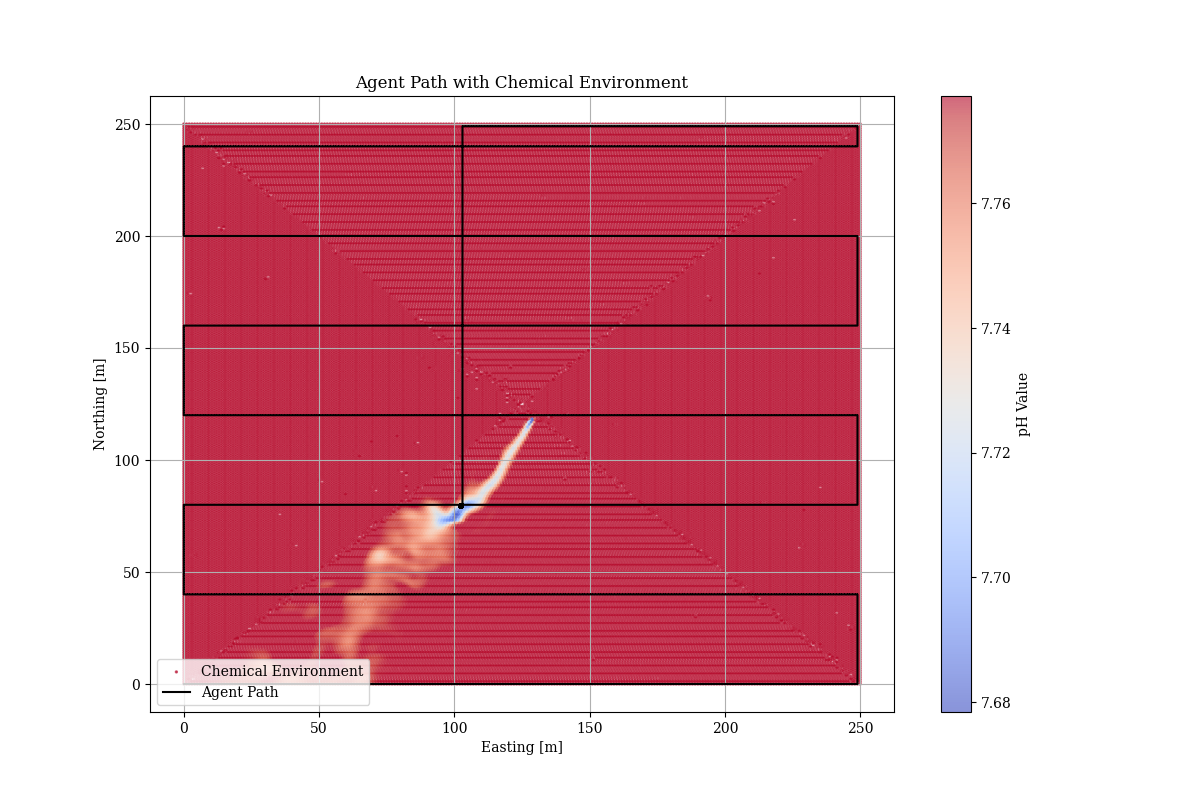 Agent Path with Chemical Environment
250
200
150
100
50
0
Northing [m]
Chemical Environment
Agent Path
0 50 100 150 200 250
Easting [m]
7.76
7.74
7.72
7.70
7.68
pH Value